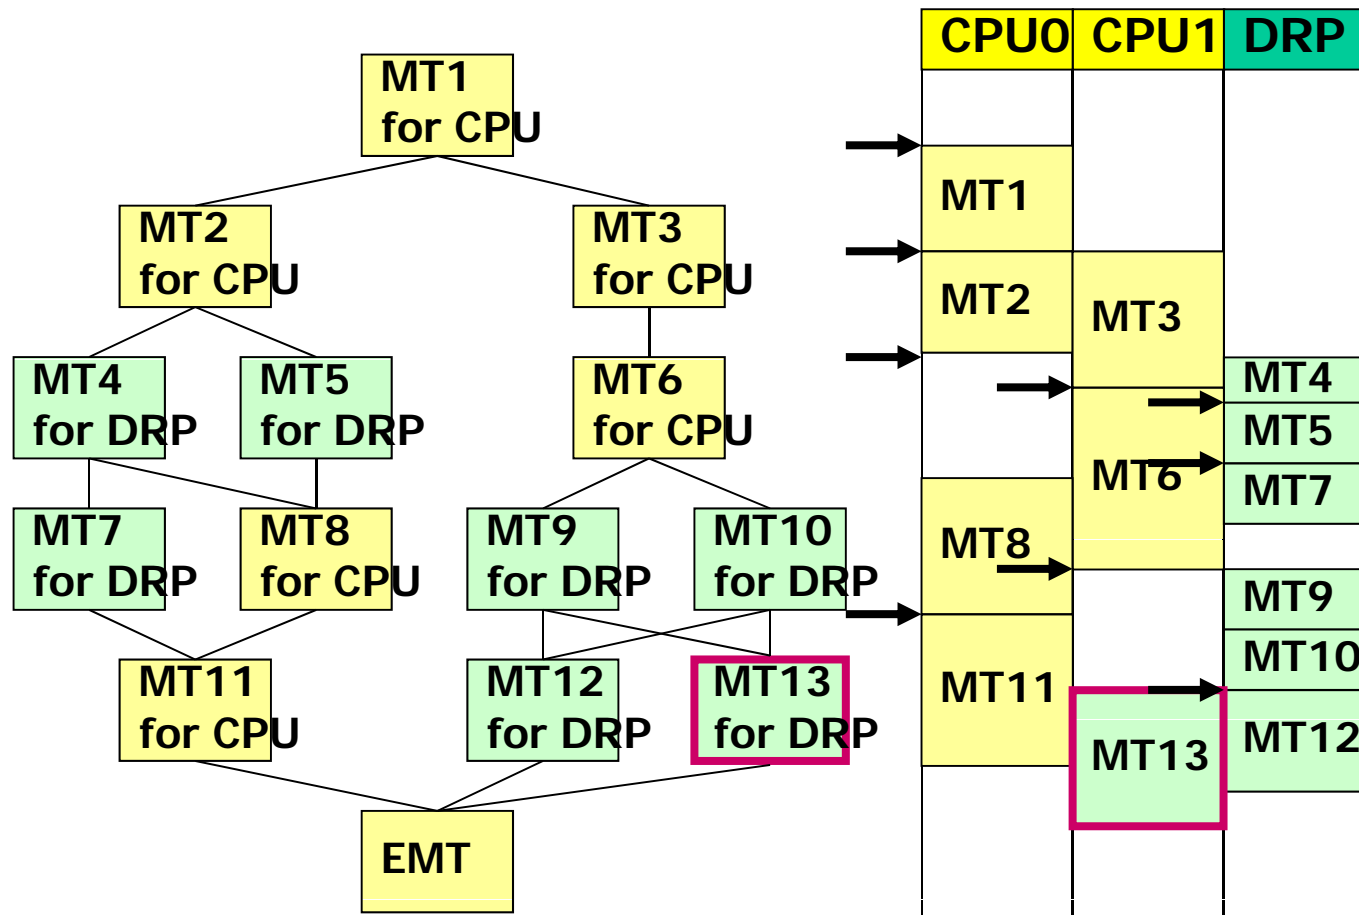 MT1
for CPU
MT2
for CPU
MT3
for CPU
MT4
for DRP
MT5
for DRP
MT6
for CPU
MT7
for DRP
MT8
for CPU
MT9
for DRP
MT10
for DRP
MT11
for CPU
MT12
for DRP
MT13
for DRP
EMT
CPU0 CPU1 DRP
MT1
MT2
MT3
MT4
MT5
MT6
MT7
MT8
MT9
MT10
MT11
MT12
MT13